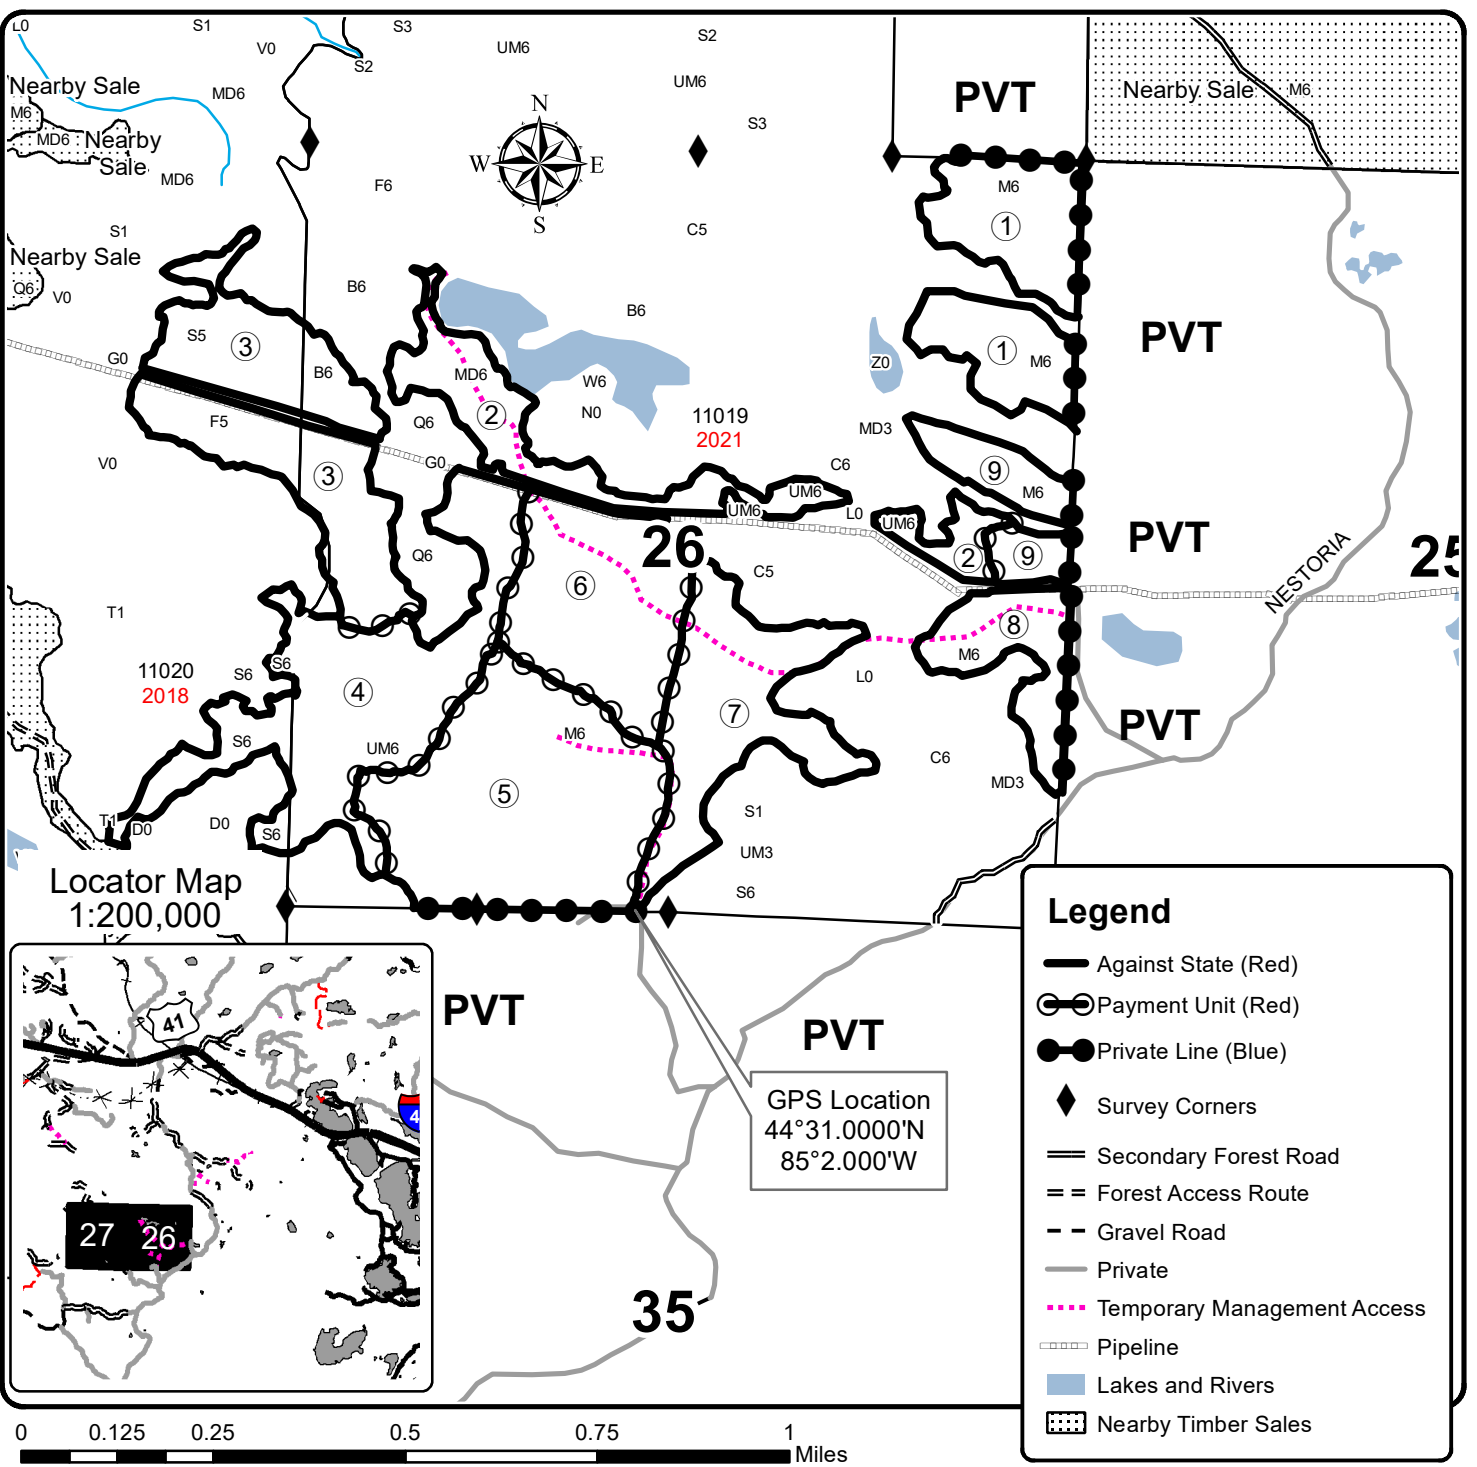 L0
S1
S3
V0
UM6
S2
S2
UM6
PVT
Nearby Sale
M6
Nearby Sale
MD6
M6
MD6
Nearby
Sale
S3
N
W
E
S
MD6
F6
M6
1
S1
C5
Nearby Sale
Q6
V0
B6
B6
S5
3
PVT
G0
B6
MD6
W6
Z0
1
M6
F5
Q6
2
N0
11019
2021
MD3
V0
3
G0
C6
9
UM6
M6
UM6
L0
UM6
26
Q6
6
C5
2
9
PVT
25
NESTORIA
T1
8
11020
2018
S6
S6
M6
4
L0
7
S6
UM6
M6
C6
PVT
MD3
5
T1
D0
D0
S6
S1
UM3
S6
Locator Map
1:200,000
41
4
27
26
PVT
PVT
GPS Location
44°31.0000'N
85°2.000'W
35
Legend
Against State (Red)
Payment Unit (Red)
Private Line (Blue)
Survey Corners
Secondary Forest Road
Forest Access Route
Gravel Road
Private
Temporary Management Access
Pipeline
Lakes and Rivers
Nearby Timber Sales
0
0.125
0.25
0.5
0.75
1
Miles